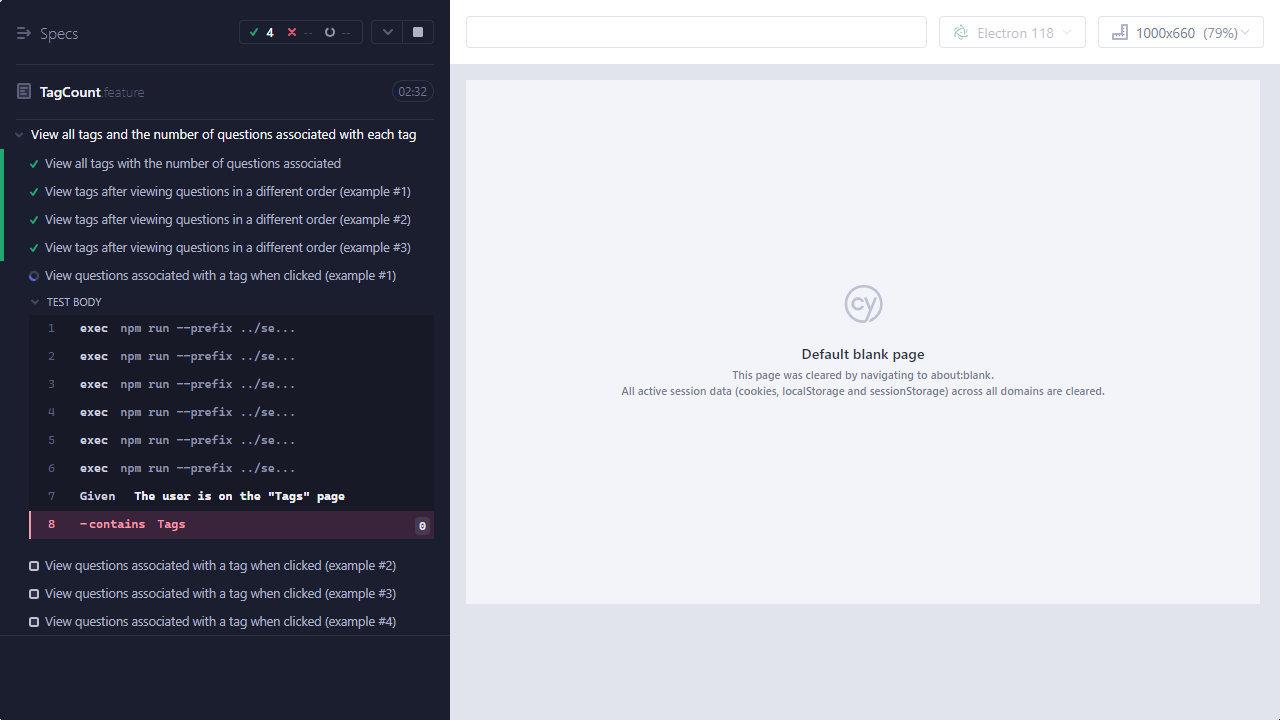 Specs
4
--
--
Electron 118
1000x660 (79%)
TagCount feature
02:32
View all tags and the number of questions associated with each tag
View all tags with the number of questions associated
View tags after viewing questions in a different order (example #1)
View tags after viewing questions in a different order (example #2)
View tags after viewing questions in a different order (example #3)
View questions associated with a tag when clicked (example #1)
TEST BODY
1 exec npm run --prefix ../se...
2 exec npm run --prefix ../se...
3 exec npm run --prefix ../se...
4 exec npm run --prefix ../se...
5 exec npm run --prefix ../se...
6 exec npm run --prefix ../se...
7 Given The user is on the "Tags" page
8 -contains Tags 0
View questions associated with a tag when clicked (example #2)
View questions associated with a tag when clicked (example #3)
View questions associated with a tag when clicked (example #4)
cy
Default blank page
This page was cleared by navigating to about:blank.
All active session data (cookies, localStorage and sessionStorage) across all domains are cleared.